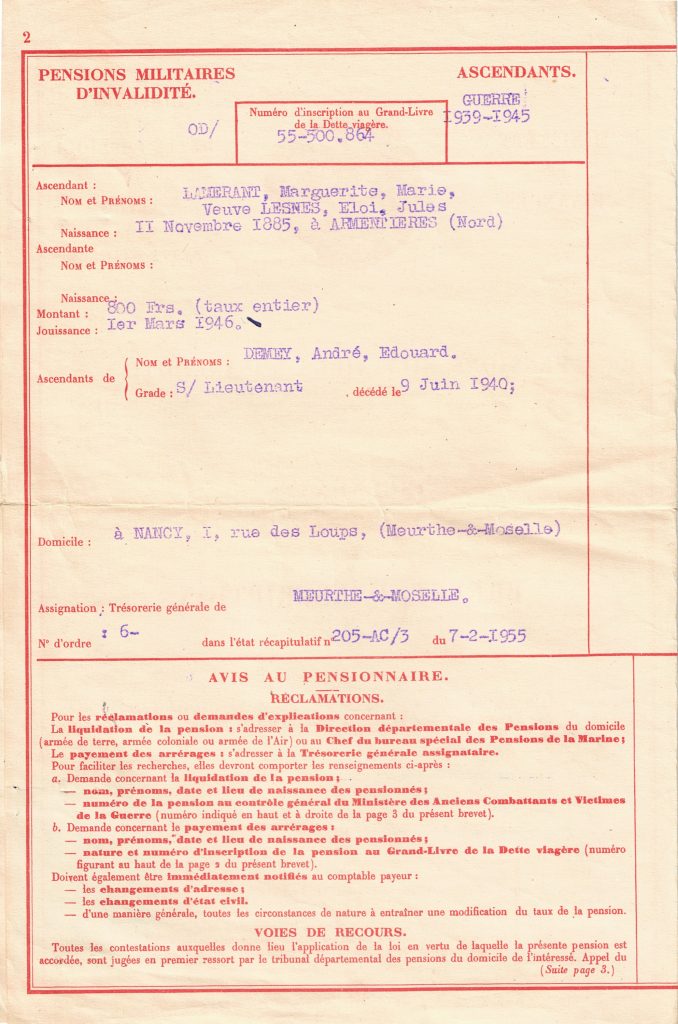 2
PENSIONS MILITAIRES
D'INVALIDITÉ.
ASCENDANTS.
OD/
Numéro d'inscription au Grand-Livre
de la Dette viagère.
55-500.864
GUERRE
1939-1945
Ascendant :
Nom et Prénoms : LAMERANT, Marguerite, Marie,
Veuve LESNES, Eloi, Jules
Naissance : II Novembre I885, à ARMENTIERES (Nord)
Ascendante
Nom et Prénoms :
Naissance :
Montant : 800 Frs. (taux entier)
Jouissance : Ier Mars I946.
Ascendants de
Nom et Prénoms : DEMEY, André, Edouard.
Grade : S/ Lieutenant , décédé le 9 Juin I940;
Domicile : à NANCY, I, rue des Loups, (Meurthe-&-Moselle)
Assignation : Trésorerie générale de MEURTHE-&-MOSELLE.
N° d'ordre : 6- dans l'état récapitulatif n 205-AC/3 du 7-2-I955
AVIS AU PENSIONNAIRE.
RÉCLAMATIONS.
Pour les réclamations ou demandes d'explications concernant :
La liquidation de la pension : s'adresser à la Direction départementale des Pensions du domicile
(armée de terre, armée coloniale ou armée de l'Air) ou au Chef du bureau spécial des Pensions de la Marine ;
Le payement des arrérages : s'adresser à la Trésorerie générale assignataire.
Pour faciliter les recherches, elles devront comporter les renseignements ci-après :
a. Demande concernant la liquidation de la pension ;
— nom, prénoms, date et lieu de naissance des pensionnés ;
— numéro de la pension au contrôle général du Ministère des Anciens Combattants et Victimes
de la Guerre (numéro indiqué en haut et à droite de la page 3 du présent brevet).
b. Demande concernant le payement des arrérages :
— nom, prénoms, date et lieu de naissance des pensionnés ;
— nature et numéro d'inscription de la pension au Grand-Livre de la Dette viagère (numéro
figurant au haut de la page 2 du présent brevet).
Doivent également être immédiatement notifiés au comptable payeur :
— les changements d'adresse ;
— les changements d'état civil.
— d'une manière générale, toutes les circonstances de nature à entraîner une modification du taux de la pension.
VOIES DE RECOURS.
Toutes les contestations auxquelles donne lieu l'application de la loi en vertu de laquelle la présente pension est
accordée, sont jugées en premier ressort par le tribunal départemental des pensions du domicile de l'intéressé. Appel du
(Suite page 3.)